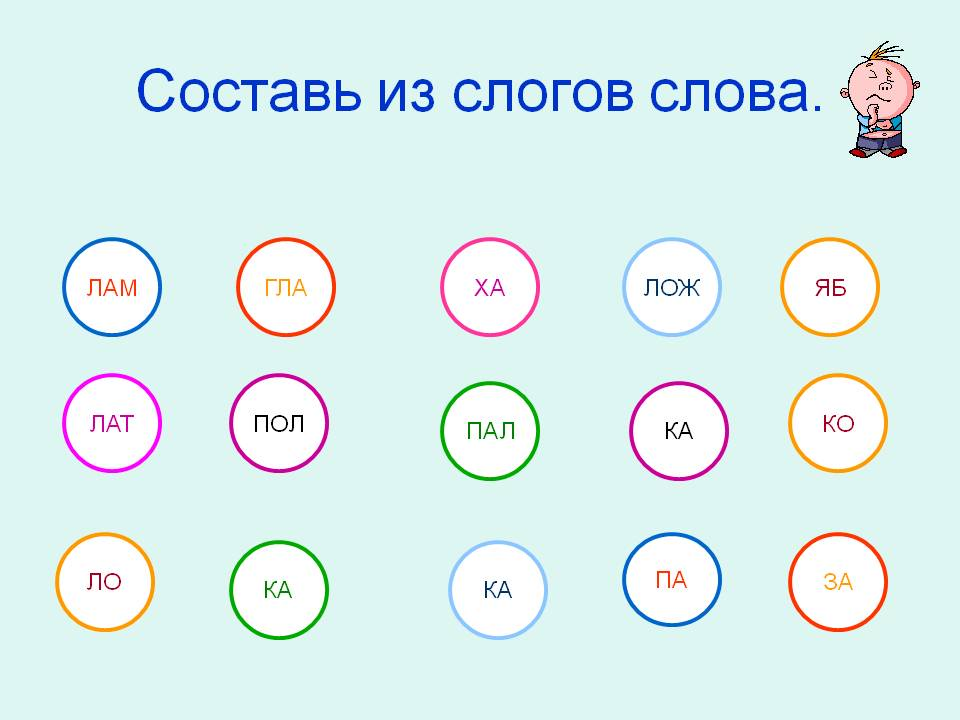 Составь из слогов слова.
ЛАМ ГЛА ХА ЛОЖ ЯБ
ЛАТ ПОЛ ПАЛ КА КО
ЛО КА КА ПА ЗА